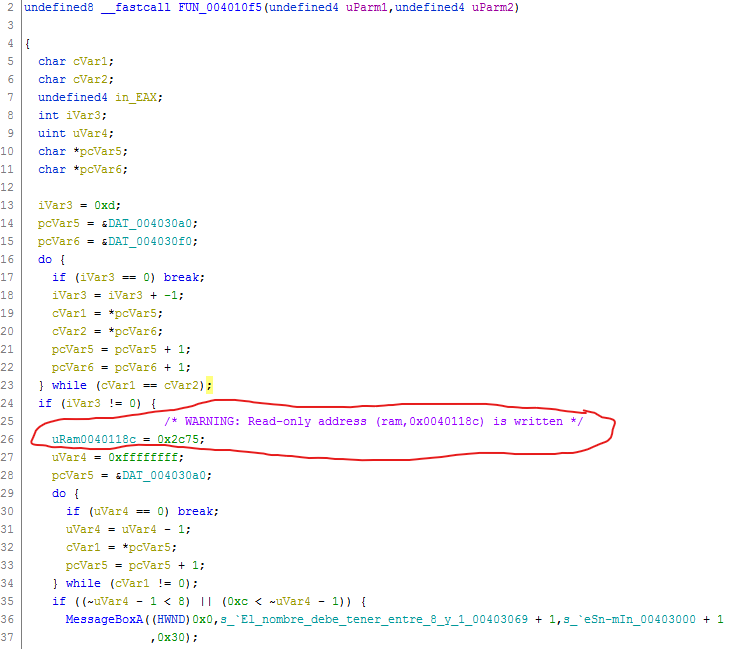 2 undefined8 __fastcall FUN_004010f5(undefined4 uParm1,undefined4 uParm2)
3
4 {
5 char cVar1;
6 char cVar2;
7 undefined4 in_EAX;
8 int iVar3;
9 uint uVar4;
10 char *pcVar5;
11 char *pcVar6;
12
13 iVar3 = 0xd;
14 pcVar5 = &DAT_004030a0;
15 pcVar6 = &DAT_004030f0;
16 do {
17 if (iVar3 == 0) break;
18 iVar3 = iVar3 + -1;
19 cVar1 = *pcVar5;
20 cVar2 = *pcVar6;
21 pcVar5 = pcVar5 + 1;
22 pcVar6 = pcVar6 + 1;
23 } while (cVar1 == cVar2);
24 if (iVar3 != 0) {
25 /* WARNING: Read-only address (ram,0x0040118c) is written */
26 uRam0040118c = 0x2c75;
27 uVar4 = 0xffffffff;
28 pcVar5 = &DAT_004030a0;
29 do {
30 if (uVar4 == 0) break;
31 uVar4 = uVar4 - 1;
32 cVar1 = *pcVar5;
33 pcVar5 = pcVar5 + 1;
34 } while (cVar1 != 0);
35 if ((~uVar4 - 1 < 8) || (0xc < ~uVar4 - 1)) {
36 MessageBoxA((HWND)0x0,s_`El_nombre_debe_tener_entre_8_y_1_00403069 + 1,s_`eSn-mIn_00403000 + 1
37 ,0x30);